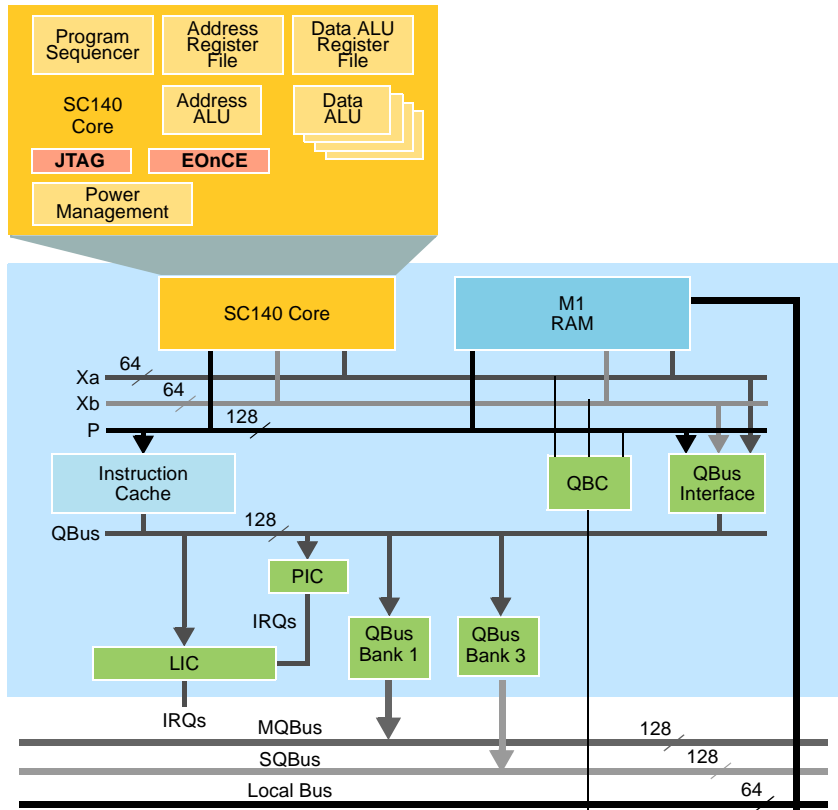 Program
Sequencer
Address
Register
File
Data ALU
Register
File
SC140
Core
Address
ALU
Data
ALU
JTAG
EOnCE
Power
Management
SC140 Core
M1
RAM
64
Xa
64
Xb
128
P
Instruction
Cache
QBC
QBus
Interface
128
QBus
PIC
IRQs
QBus
Bank 1
QBus
Bank 3
LIC
IRQs
MQBus
128
SQBus
128
Local Bus
64